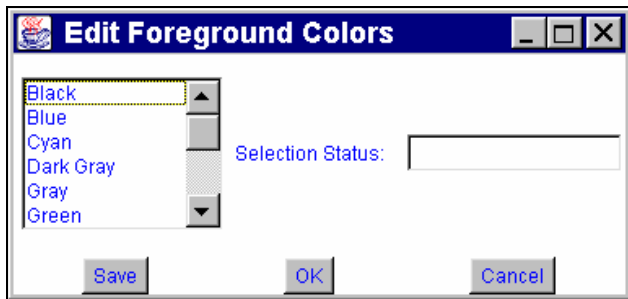 Edit Foreground Colors
Black
Blue
Cyan
Dark Gray
Gray
Green
Selection Status:
Save
OK
Cancel